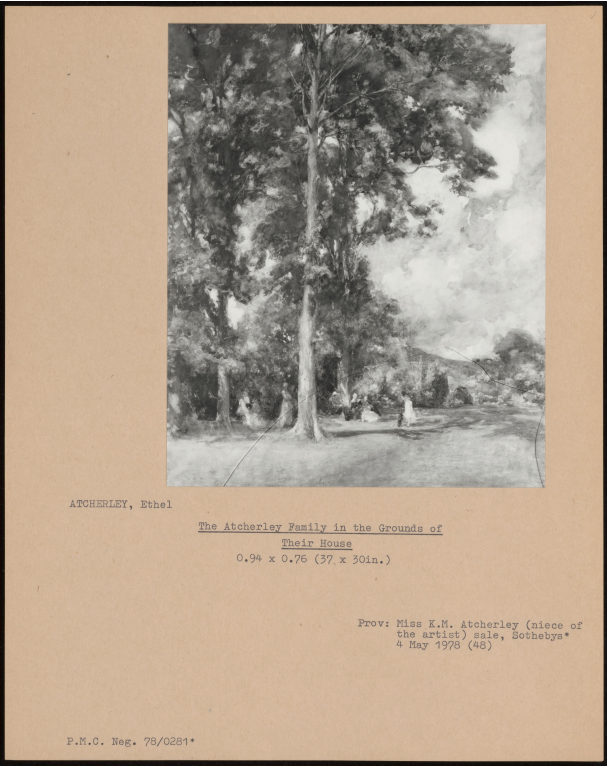 ATCHERLEY, Ethel
The Atcherley Family in the Grounds of
Their House
0.94 x 0.76 (37 x 30in.)
Prov: Miss K.M. Atcherley (niece of
the artist) sale, Sothebys*
4 May 1978 (48)
P.M.C. Neg. 78/0281*